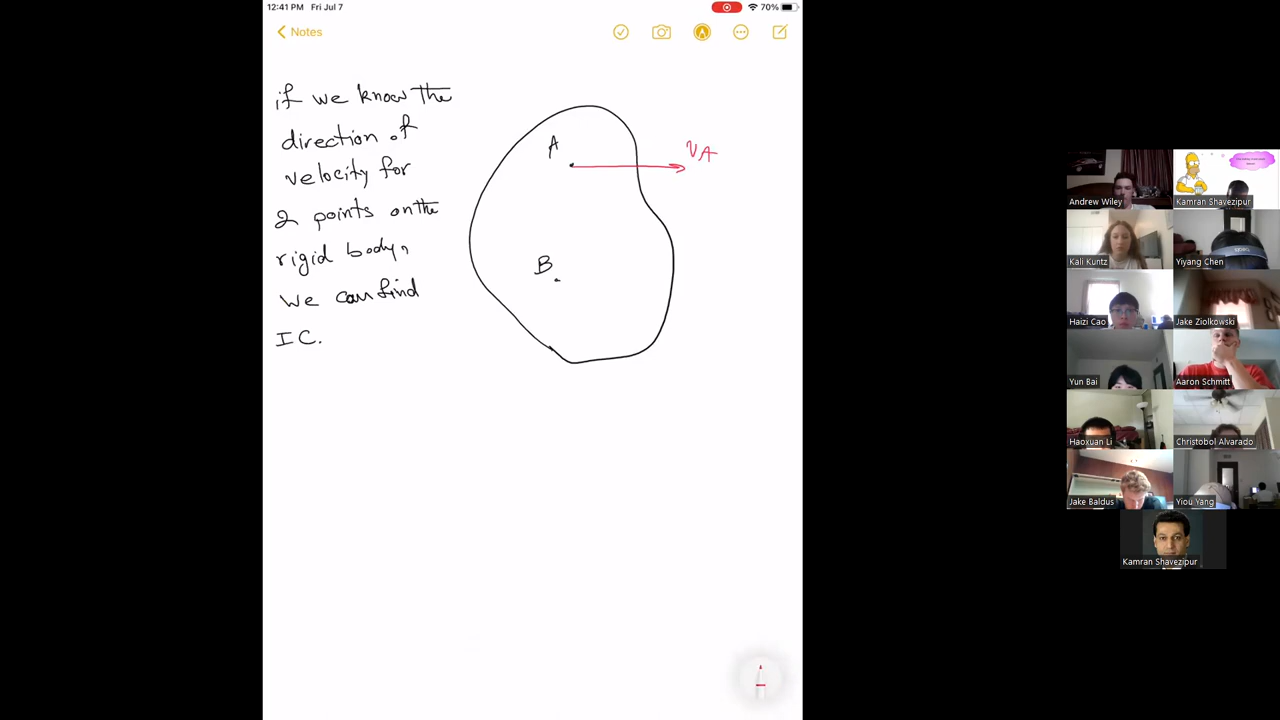 12:41 PM Fri Jul 7
70%
Notes
if we know the
direction of
velocity for
2 points on the
rigid body,
we can find
I C.
A
VA
B
Andrew Wiley
Kamran Shavezipur
Kali Kuntz
Yiyang Chen
Haizi Cao
Jake Ziolkowski
Yun Bai
Aaron Schmitt
Haoxuan Li
Christobol Alvarado
Jake Baldus
Yiou Yang
Kamran Shavezipur